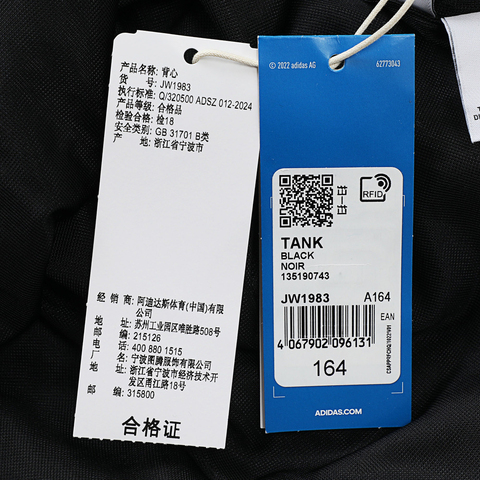 产品名称: 背心
货 号: JW1983
执行标准: Q/320500 ADSZ 012-2024
产品等级: 合格品
检验合格: 检18
安全类别: GB 31701 B类
产 地: 浙江省宁波市
经 销 商: 阿迪达斯体育(中国)有限
公司
地 址: 苏州工业园区唯胜路508号
邮 编: 215126
电 话: 400 880 1515
厂 名: 宁波图腾服饰有限公司
地 址: 浙江省宁波市经济技术开
发区甬江路18号
邮 编: 315800
合格证
© 2022 adidas AG
62773043
RFID
TANK
BLACK
NOIR
135190743
JW1983 A164
EAN
4 067902 096131
164
ADIDAS.COM